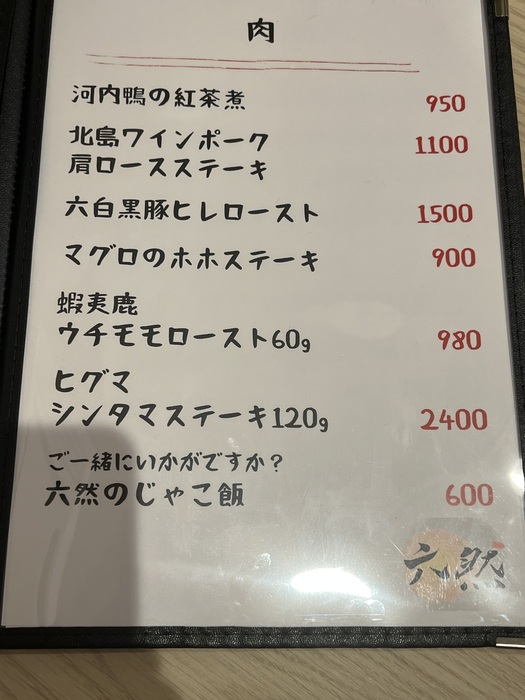 肉
河内鴨の紅茶煮 950
北島ワインポーク
肩ロースステーキ 1100
六白黒豚ヒレロースト 1500
マグロのホホステーキ 900
蝦夷鹿
ウチモモロースト60g 980
ヒグマ
シンタマステーキ120g 2400
ご一緒にいかがですか?
六然のじゃこ飯 600
六然